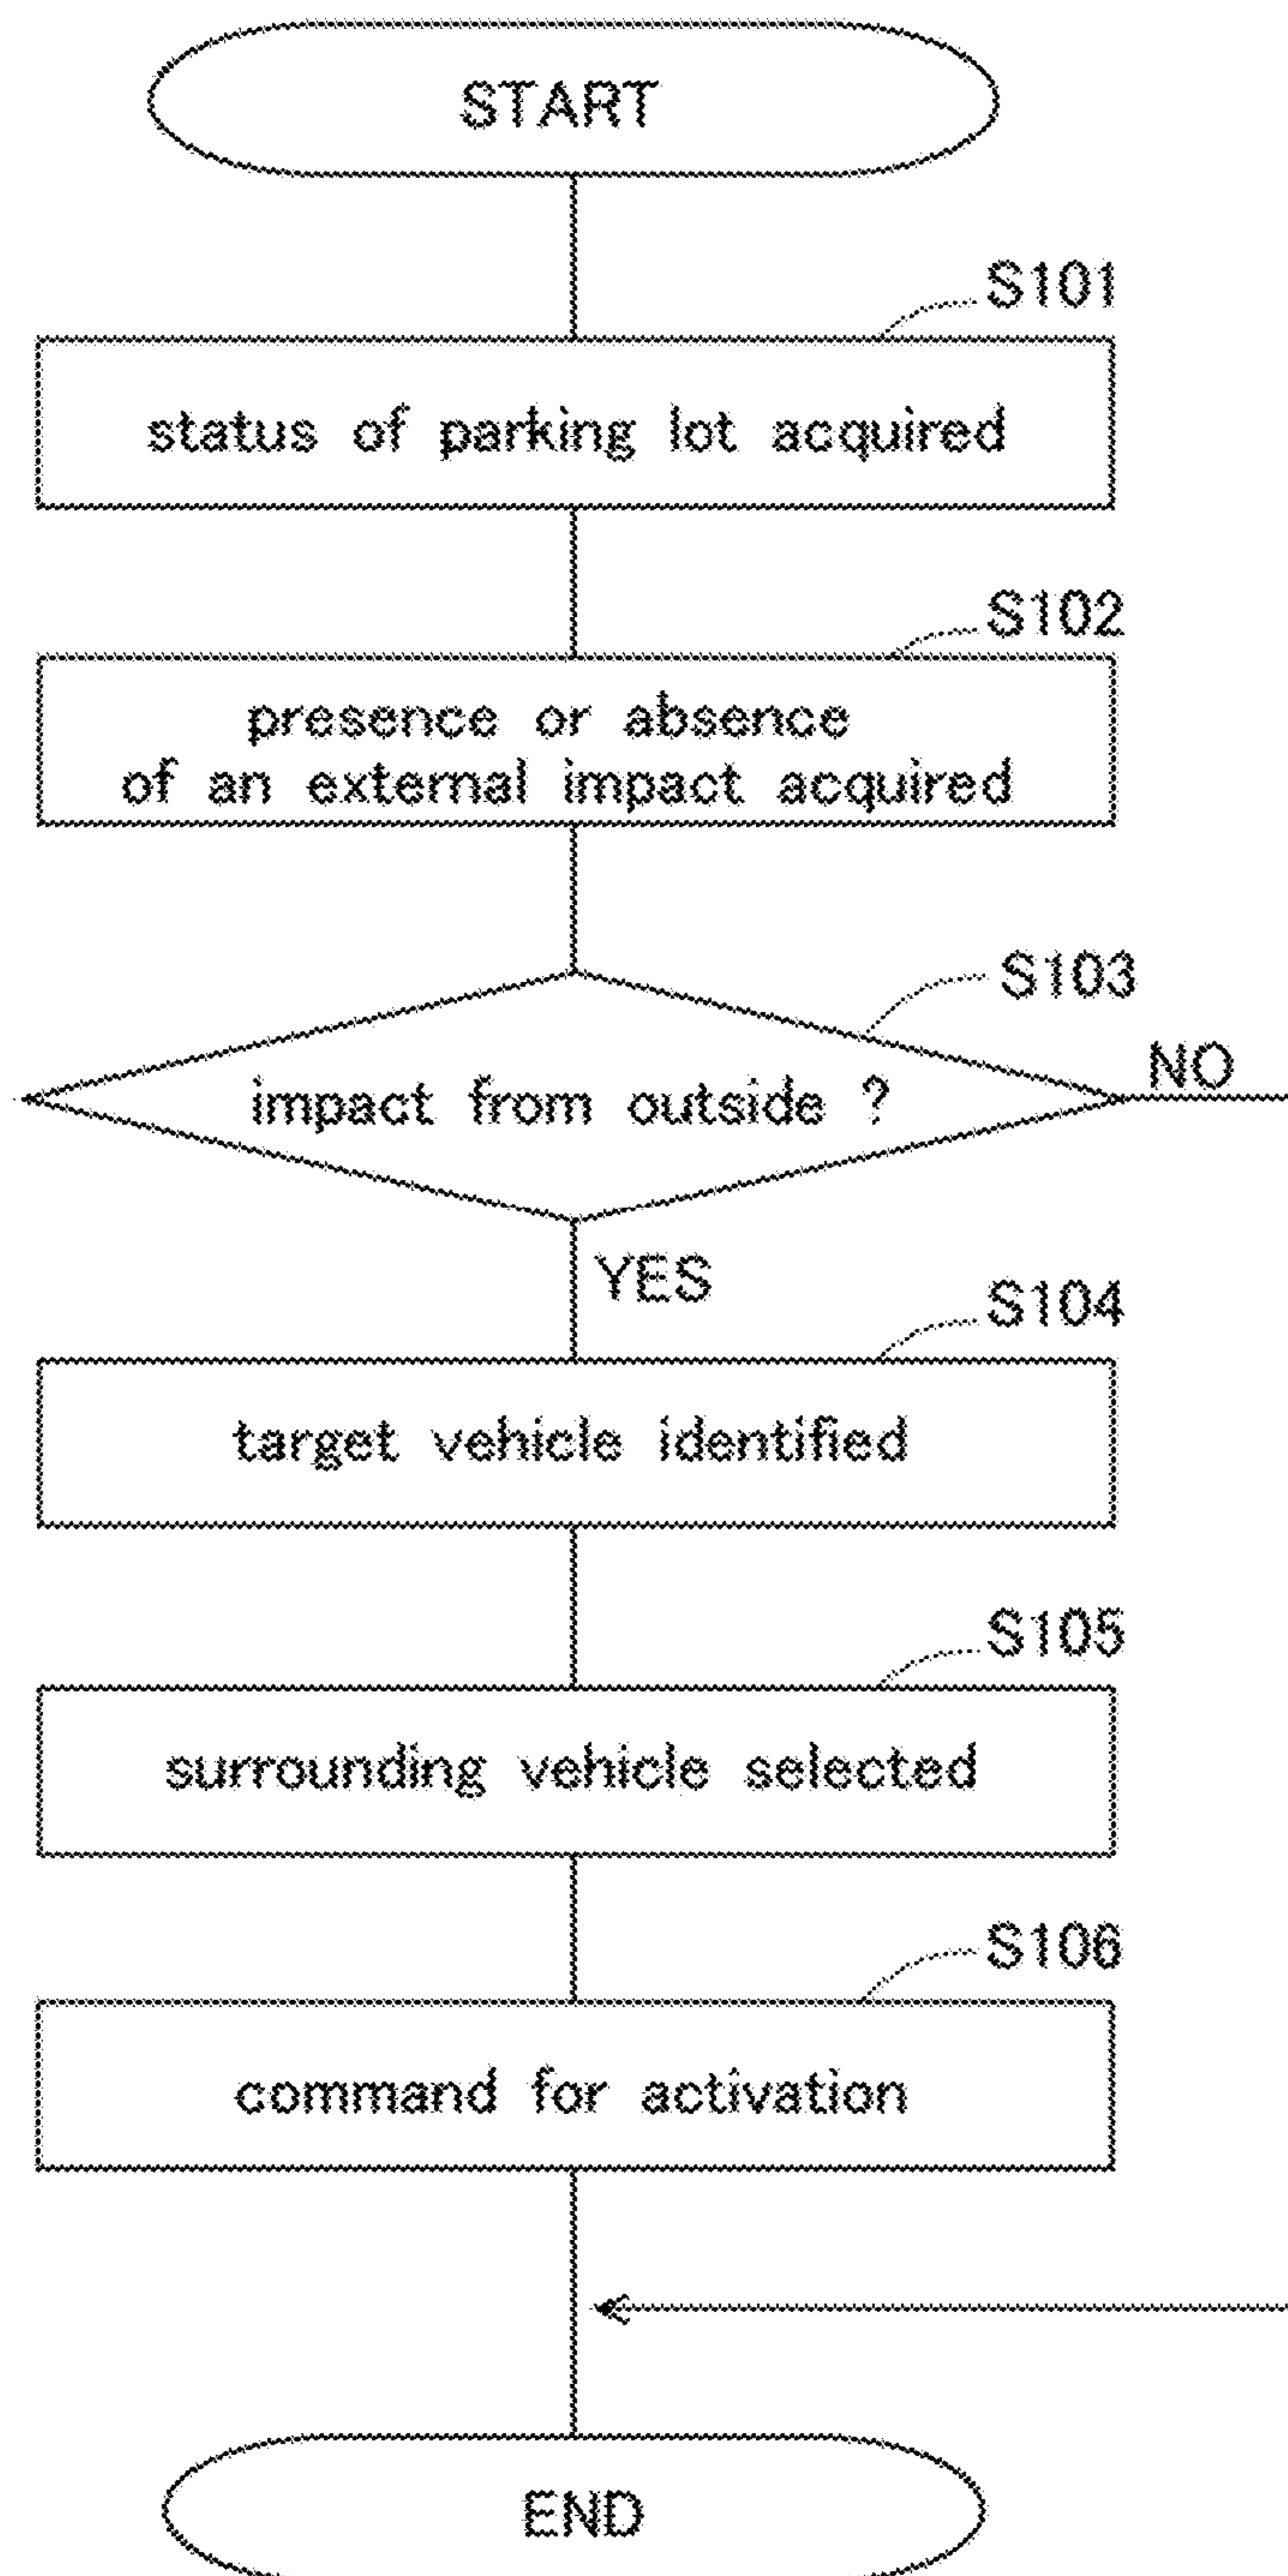 START
S101
status of parking lot acquired
S102
presence or absence
of an external impact acquired
S103
impact from outside ?
NO
YES
S104
target vehicle identified
S105
surrounding vehicle selected
S106
command for activation
END